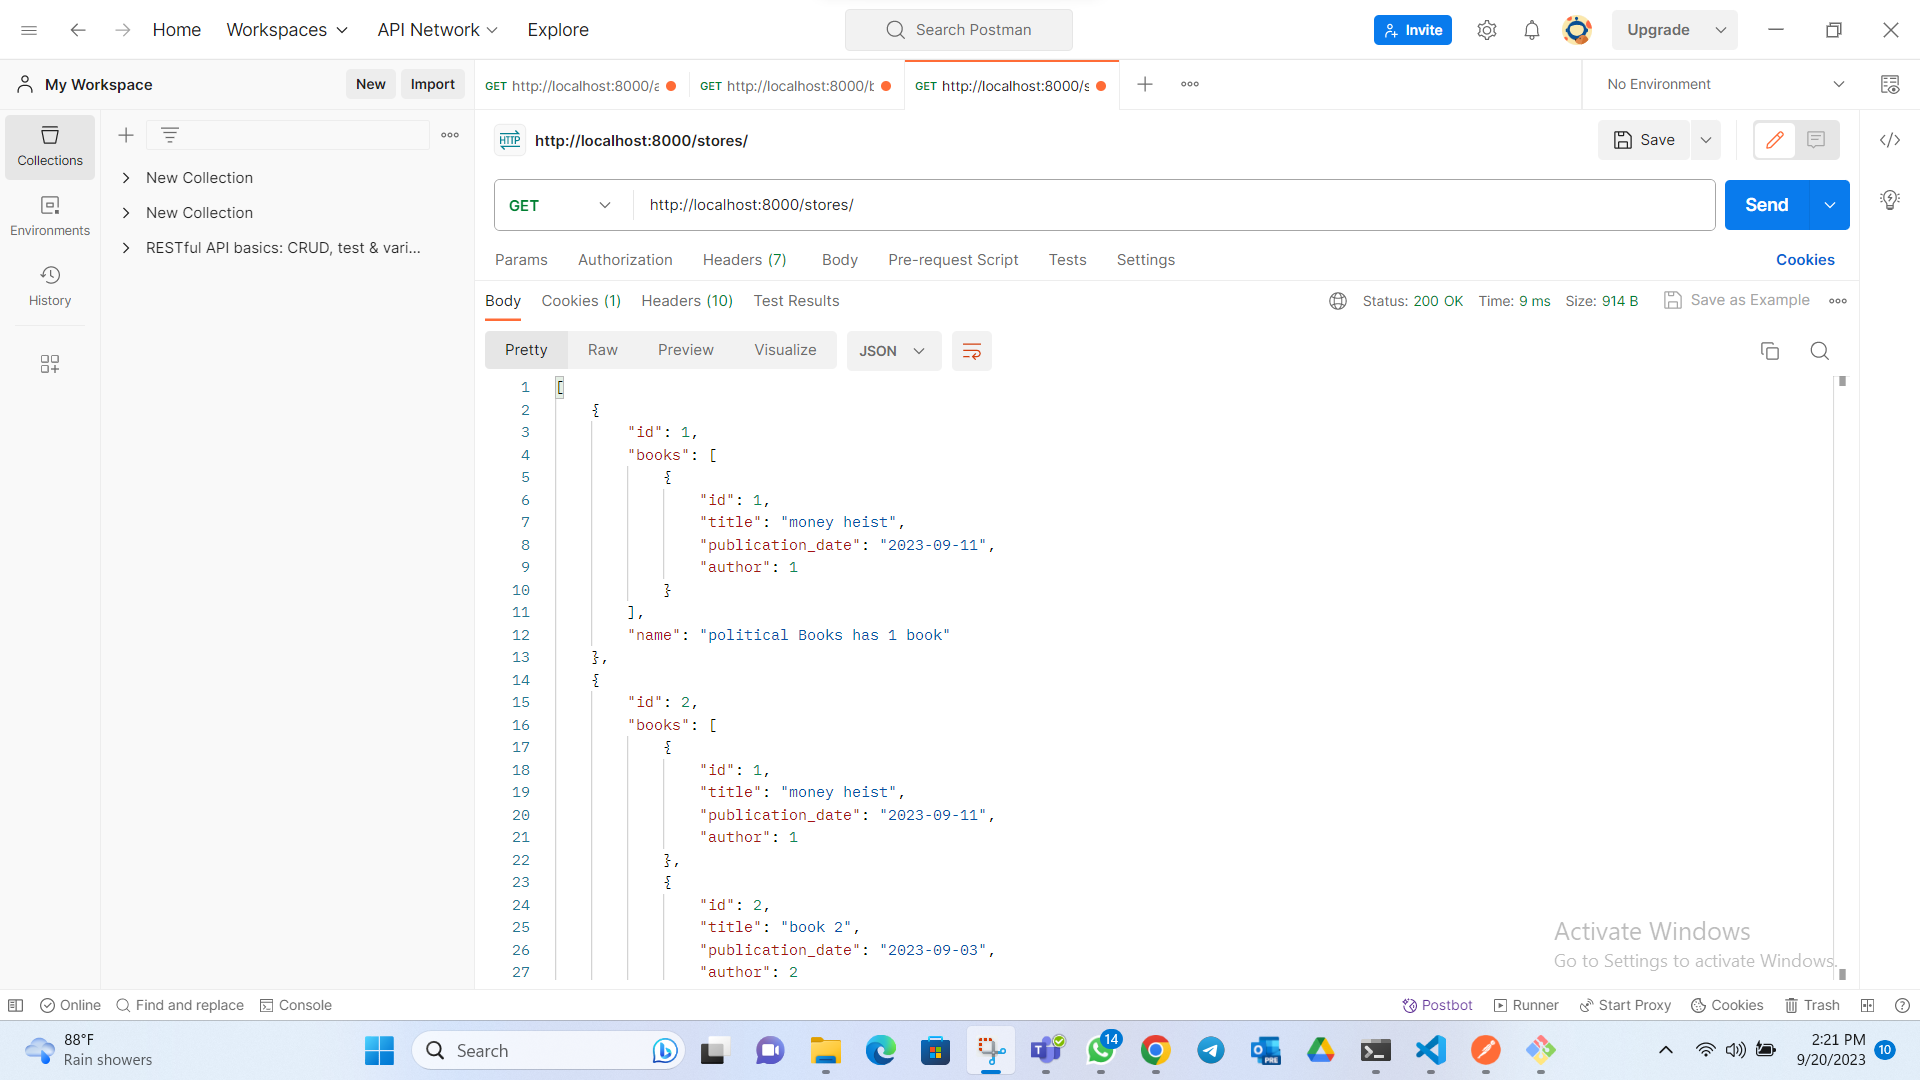 Home Workspaces API Network Explore Search Postman Invite Upgrade
My Workspace New Import GET http://localhost:8000/a GET http://localhost:8000/b GET http://localhost:8000/s No Environment
Collections
Environments
History
New Collection
New Collection
RESTful API basics: CRUD, test & vari...
HTTP http://localhost:8000/stores/ Save
GET http://localhost:8000/stores/ Send
Params Authorization Headers (7) Body Pre-request Script Tests Settings Cookies
Body Cookies (1) Headers (10) Test Results Status: 200 OK Time: 9 ms Size: 914 B Save as Example
Pretty Raw Preview Visualize JSON
1 [
2 {
3 "id": 1,
4 "books": [
5 {
6 "id": 1,
7 "title": "money heist",
8 "publication_date": "2023-09-11",
9 "author": 1
10 }
11 ],
12 "name": "political Books has 1 book"
13 },
14 {
15 "id": 2,
16 "books": [
17 {
18 "id": 1,
19 "title": "money heist",
20 "publication_date": "2023-09-11",
21 "author": 1
22 },
23 {
24 "id": 2,
25 "title": "book 2",
26 "publication_date": "2023-09-03",
27 "author": 2
Activate Windows
Go to Settings to activate Windows.
Online Find and replace Console Postbot Runner Start Proxy Cookies Trash
88°F
Rain showers
Search
14
PRE
2:21 PM
9/20/2023
10